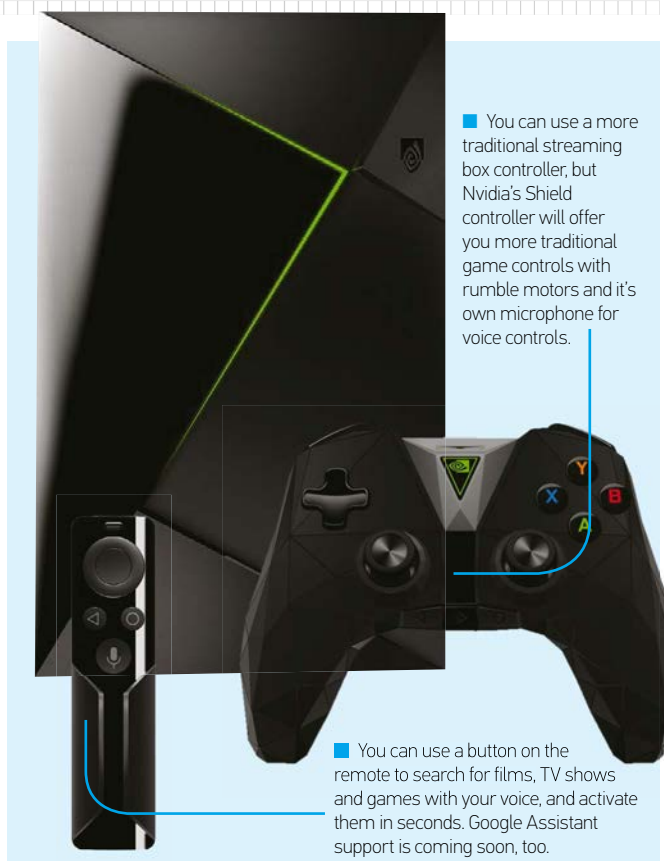 ■ You can use a more
traditional streaming
box controller, but
Nvidia's Shield
controller will offer
you more traditional
game controls with
rumble motors and it's
own microphone for
voice controls.
Y
X
B
A
■ You can use a button on the
remote to search for films, TV shows
and games with your voice, and activate
them in seconds. Google Assistant
support is coming soon, too.